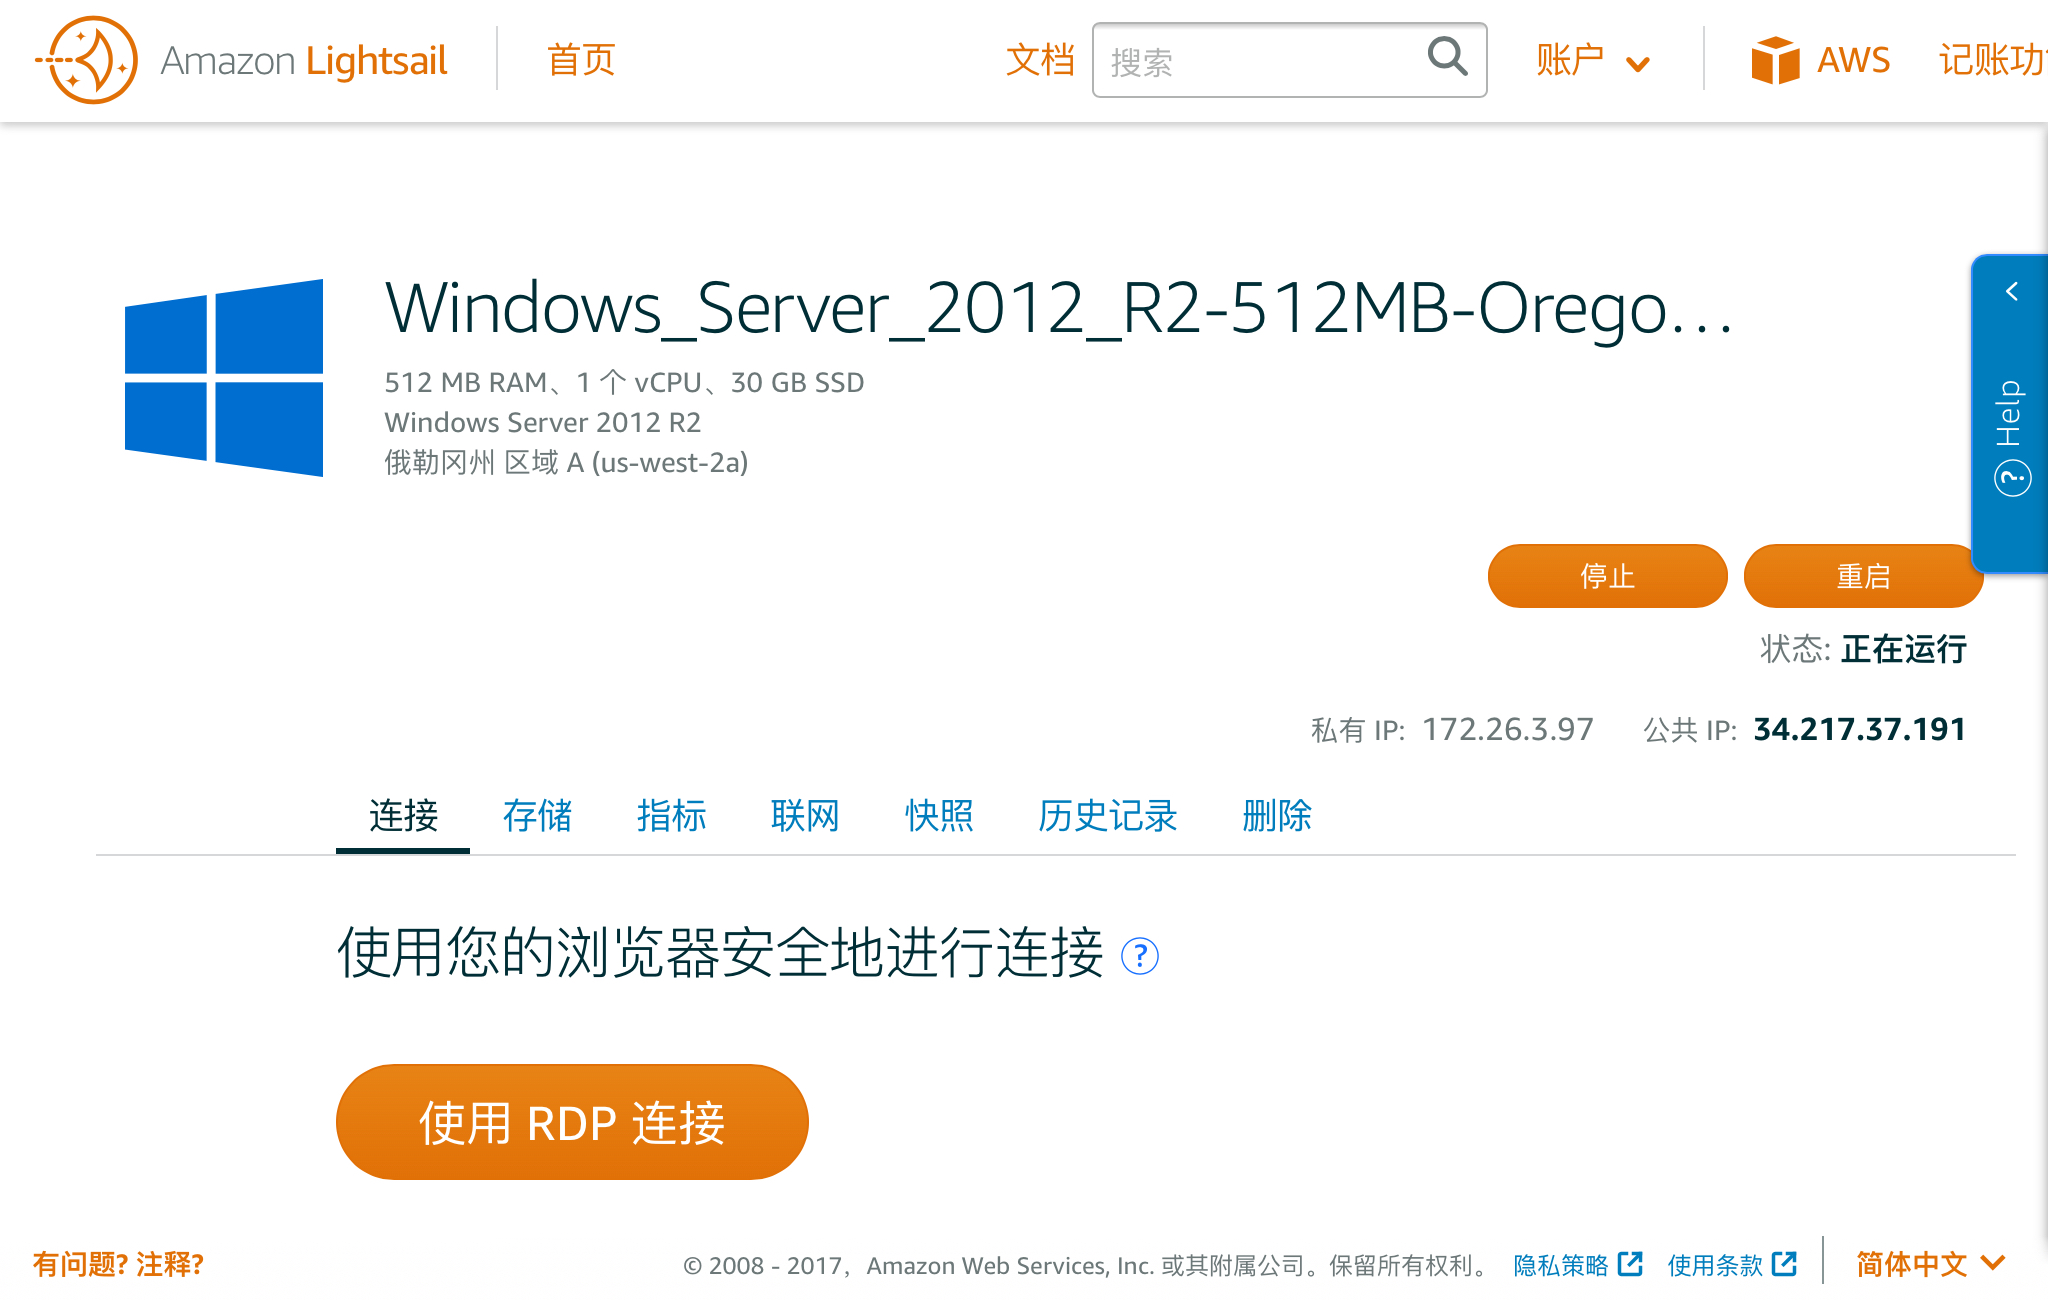 Amazon Lightsail
首页
文档
搜索
账户
AWS
记账功
Windows_Server_2012_R2-512MB-Orego...
512 MB RAM、1 个 vCPU、30 GB SSD
Windows Server 2012 R2
俄勒冈州 区域 A (us-west-2a)
Help
停止
重启
状态: 正在运行
私有 IP: 172.26.3.97 公共 IP: 34.217.37.191
连接 存储 指标 联网 快照 历史记录 删除
使用您的浏览器安全地进行连接 ?
使用 RDP 连接
有问题? 注释?
© 2008 - 2017，Amazon Web Services, Inc. 或其附属公司。保留所有权利。
隐私策略
使用条款
简体中文